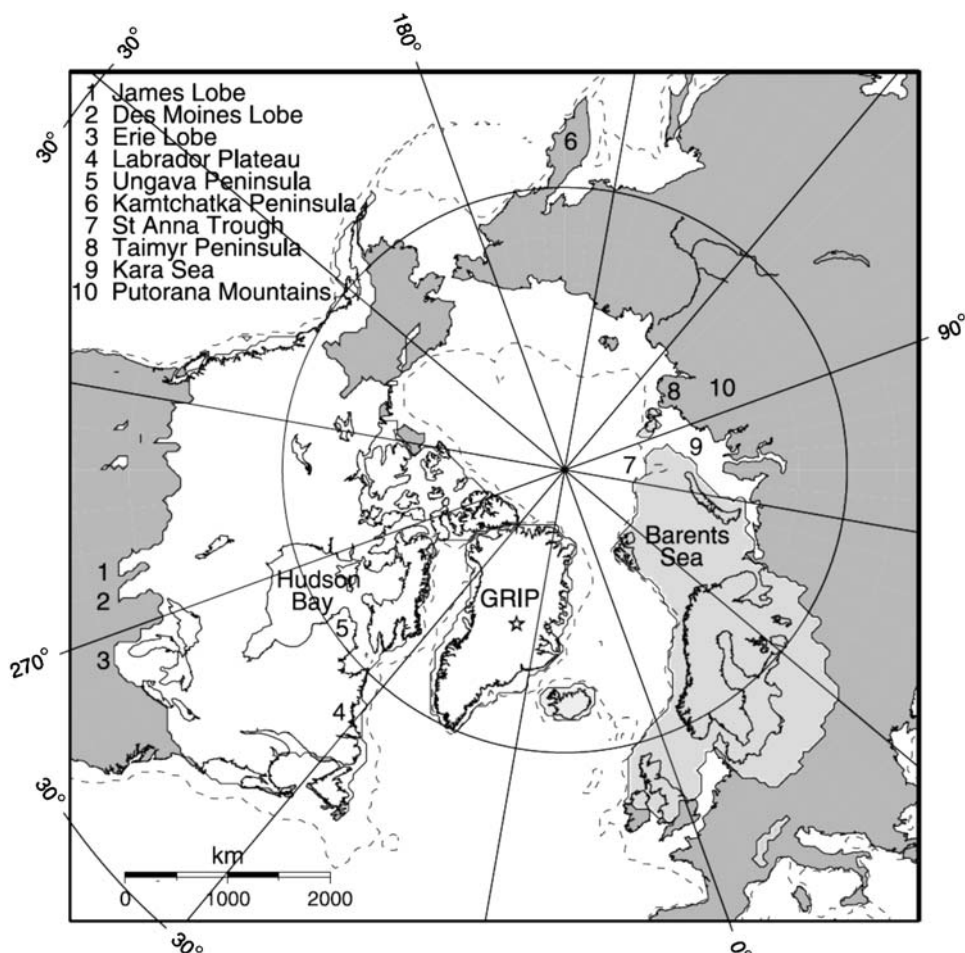 180°
30°
30°
1 James Lobe
2 Des Moines Lobe
3 Erie Lobe
4 Labrador Plateau
5 Ungava Peninsula
6 Kamtchatka Peninsula
7 St Anna Trough
8 Taimyr Peninsula
9 Kara Sea
10 Putorana Mountains
6
90°
8
10
9
7
Barents
Sea
1
Hudson
Bay
GRIP
2
5
3
270°
4
30°
km
0
1000
2000
30°
0°